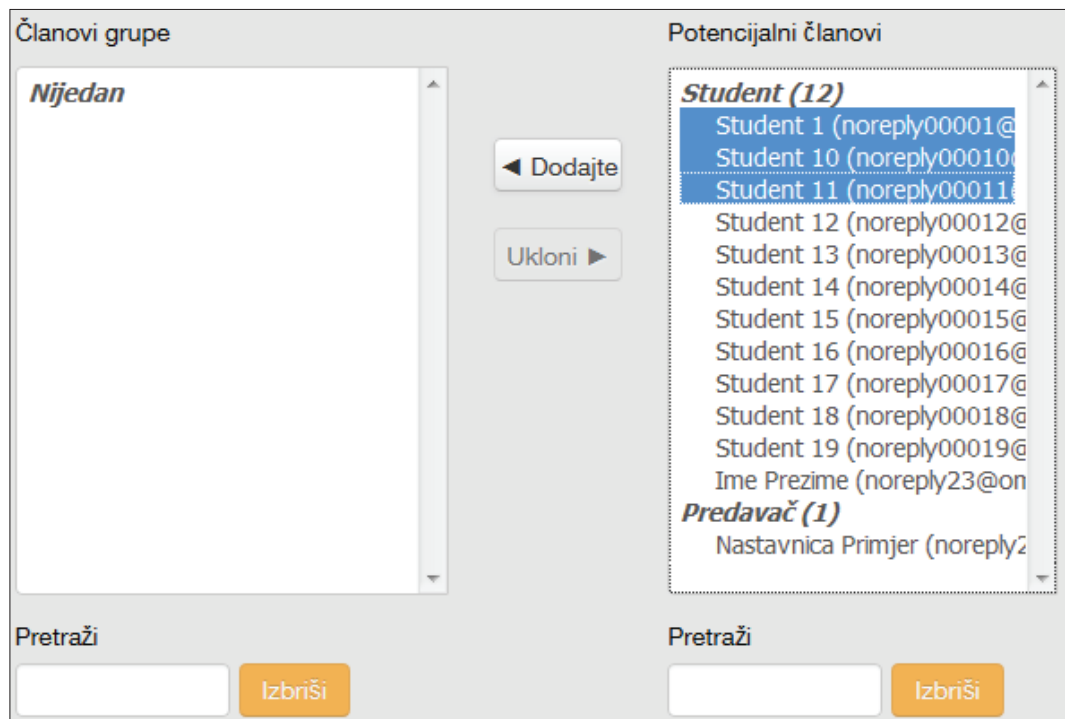 Članovi grupe
Nijedan
Pretraži
Izbriši
◄ Dodajte
Ukloni ►
Potencijalni članovi
Student (12)
Student 1 (noreply00001@
Student 10 (noreply00010
Student 11 (noreply00011
Student 12 (noreply00012@
Student 13 (noreply00013@
Student 14 (noreply00014@
Student 15 (noreply00015@
Student 16 (noreply00016@
Student 17 (noreply00017@
Student 18 (noreply00018@
Student 19 (noreply00019@
Ime Prezime (noreply23@on
Predavač (1)
Nastavnica Primjer (noreply2
Pretraži
Izbriši